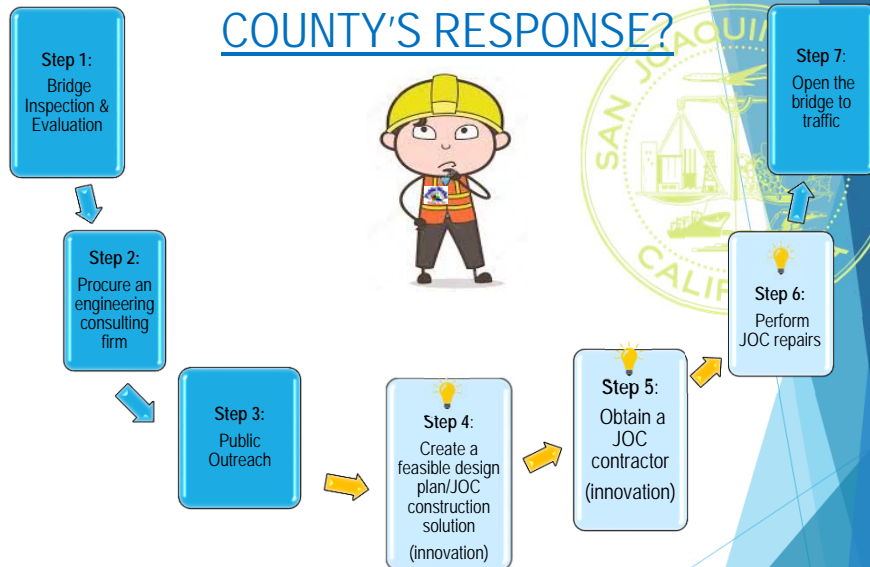 COUNTY'S RESPONSE?
Step 1:
Bridge
Inspection &
Evaluation
Step 2:
Procure an
engineering
consulting
firm
Step 3:
Public
Outreach
Step 4:
Create a
feasible design
plan/JOC
construction
solution
(innovation)
Step 5:
Obtain a
JOC
contractor
(innovation)
Step 6:
Perform
JOC repairs
Step 7:
Open the
bridge to
traffic
SAN JOAQUIN